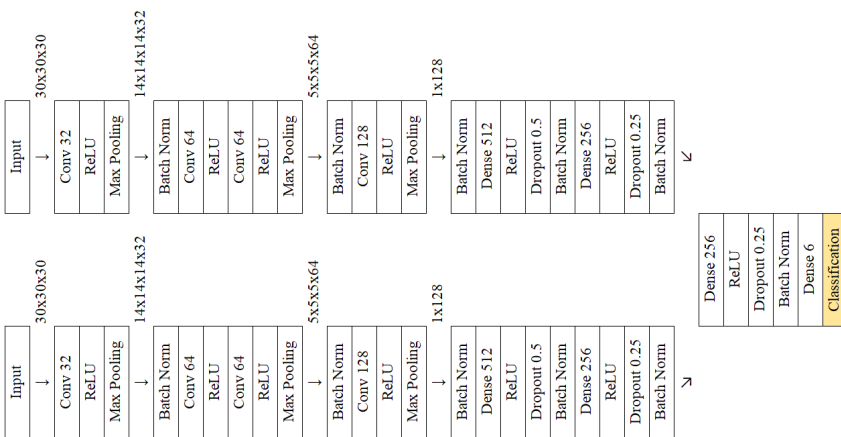 Input
30x30x30
→
Conv 32
ReLU
Max Pooling
14x14x14x32
→
Batch Norm
Conv 64
ReLU
Conv 64
ReLU
Max Pooling
5x5x5x64
→
Batch Norm
Conv 128
ReLU
Max Pooling
1x128
→
Batch Norm
Dense 512
ReLU
Dropout 0.5
Batch Norm
Dense 256
ReLU
Dropout 0.25
Batch Norm
↙
Input
30x30x30
→
Conv 32
ReLU
Max Pooling
14x14x14x32
→
Batch Norm
Conv 64
ReLU
Conv 64
ReLU
Max Pooling
5x5x5x64
→
Batch Norm
Conv 128
ReLU
Max Pooling
1x128
→
Batch Norm
Dense 512
ReLU
Dropout 0.5
Batch Norm
Dense 256
ReLU
Dropout 0.25
Batch Norm
↗
Dense 256
ReLU
Dropout 0.25
Batch Norm
Dense 6
Classification